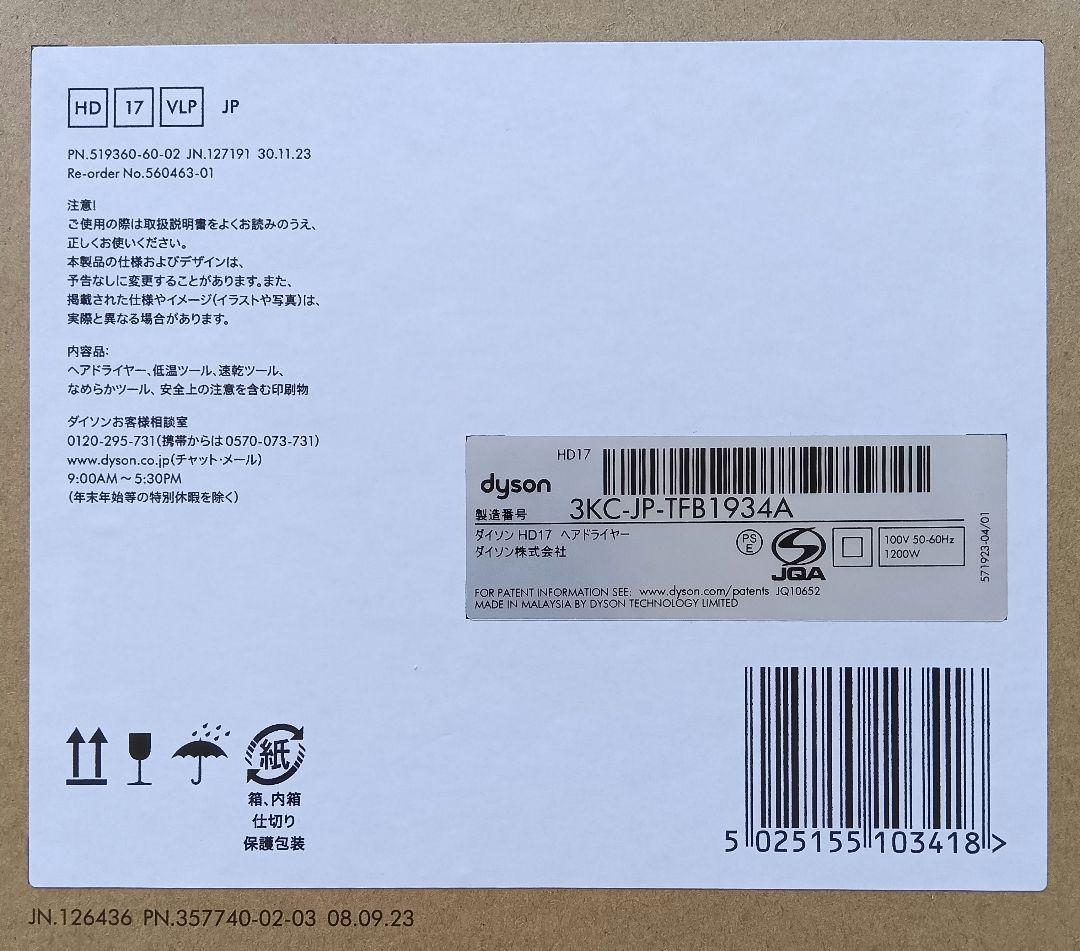 HD 17 VLP JP
PN.519360-60-02 JN.127191 30.11.23
Re-order No.560463-01
注意!
ご使用の際は取扱説明書をよくお読みのうえ、
正しくお使いください。
本製品の仕様およびデザインは、
予告なしに変更することがあります。また、
掲載された仕様やイメージ(イラストや写真)は、
実際と異なる場合があります。
内容品:
ヘアドライヤー、低温ツール、速乾ツール、
なめらかツール、安全上の注意を含む印刷物
ダイソンお客様相談室
0120-295-731(携帯からは0570-073-731)
www.dyson.co.jp(チャット・メール)
9:00AM～5:30PM
(年末年始等の特別休暇を除く)
HD17
dyson
製造番号 3KC-JP-TFB1934A
ダイソン HD17 ヘアドライヤー
ダイソン株式会社
PS
E
JQA
100V 50-60Hz
1200W
571923-04/01
FOR PATENT INFORMATION SEE: www.dyson.com/patents JQ10652
MADE IN MALAYSIA BY DYSON TECHNOLOGY LIMITED
紙
箱、内箱
仕切り
保護包装
5 025155 103418 >
JN.126436 PN.357740-02-03 08.09.23